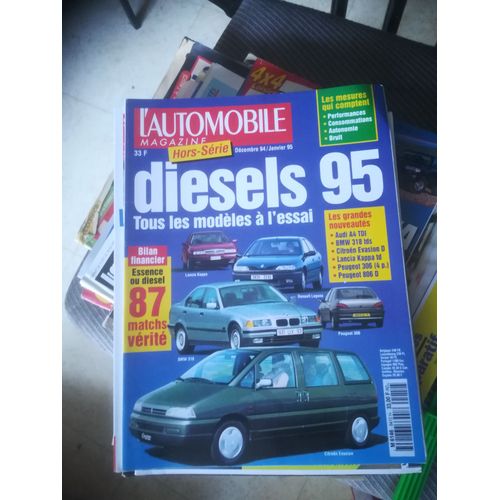 4x4
L'AUTOMOBILE
MAGAZINE
33 F
Hors-Série
Décembre 94/Janvier 95
Les mesures
qui comptent
• Performances
• Consommations
• Autonomie
• Bruit
diesels 95
Tous les modèles à l'essai
Bilan
financier
Essence
ou diesel
87
matchs
vérité
Les grandes
nouveautés
• Audi A4 TDI
• BMW 318 tds
• Citroën Evasion D
• Lancia Kappa td
• Peugeot 306 (4 p.)
• Peugeot 806 D
Lancia Kappa
Renault Laguna
BMW 318
Peugeot 306
Citroën Evasion